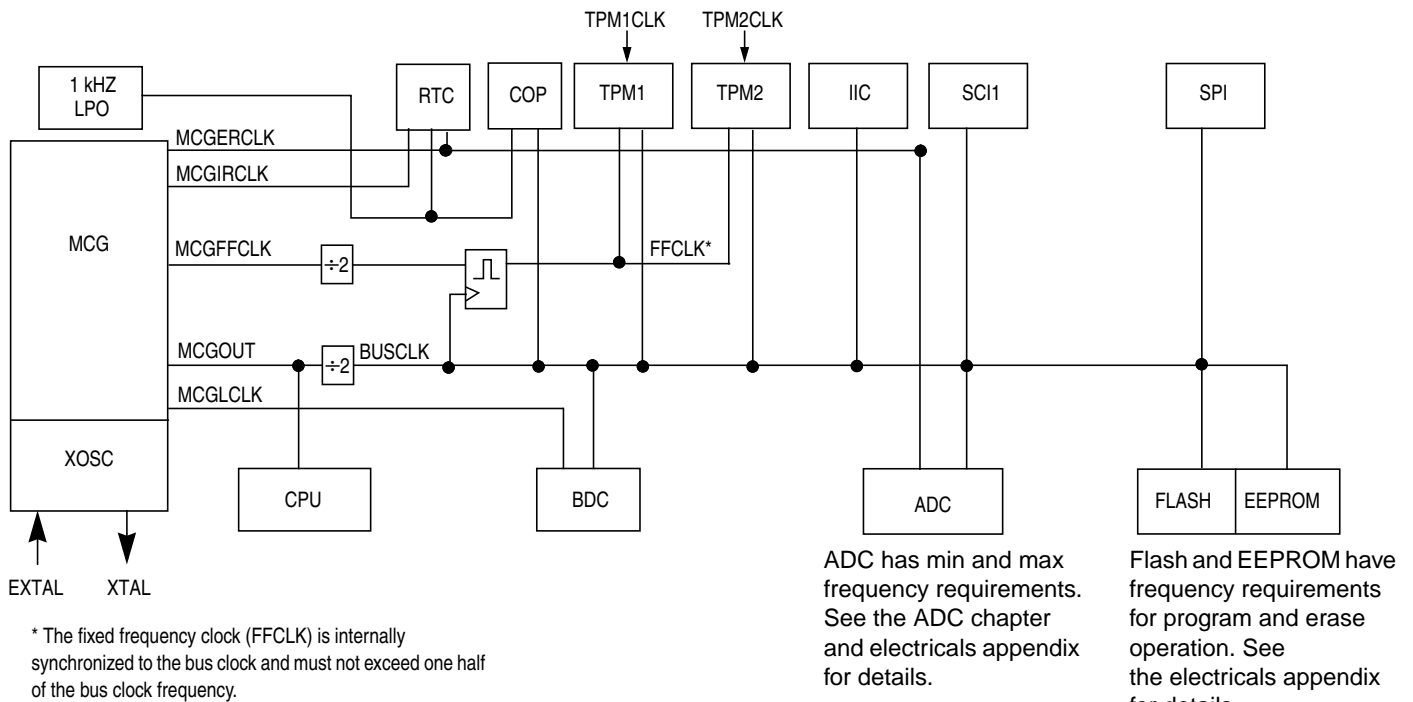 TPM1CLK
TPM2CLK
1 kHZ
LPO
RTC
COP
TPM1
TPM2
IIC
SCI1
SPI
MCGERCLK
MCGIRCLK
MCG
MCGFFCLK
÷2
FFCLK*
MCGOUT
÷2
BUSCLK
MCGLCLK
XOSC
CPU
BDC
ADC
FLASH
EEPROM
EXTAL
XTAL
ADC has min and max
frequency requirements.
See the ADC chapter
and electricals appendix
for details.
Flash and EEPROM have
frequency requirements
for program and erase
operation. See
the electricals appendix
for details
* The fixed frequency clock (FFCLK) is internally
synchronized to the bus clock and must not exceed one half
of the bus clock frequency.